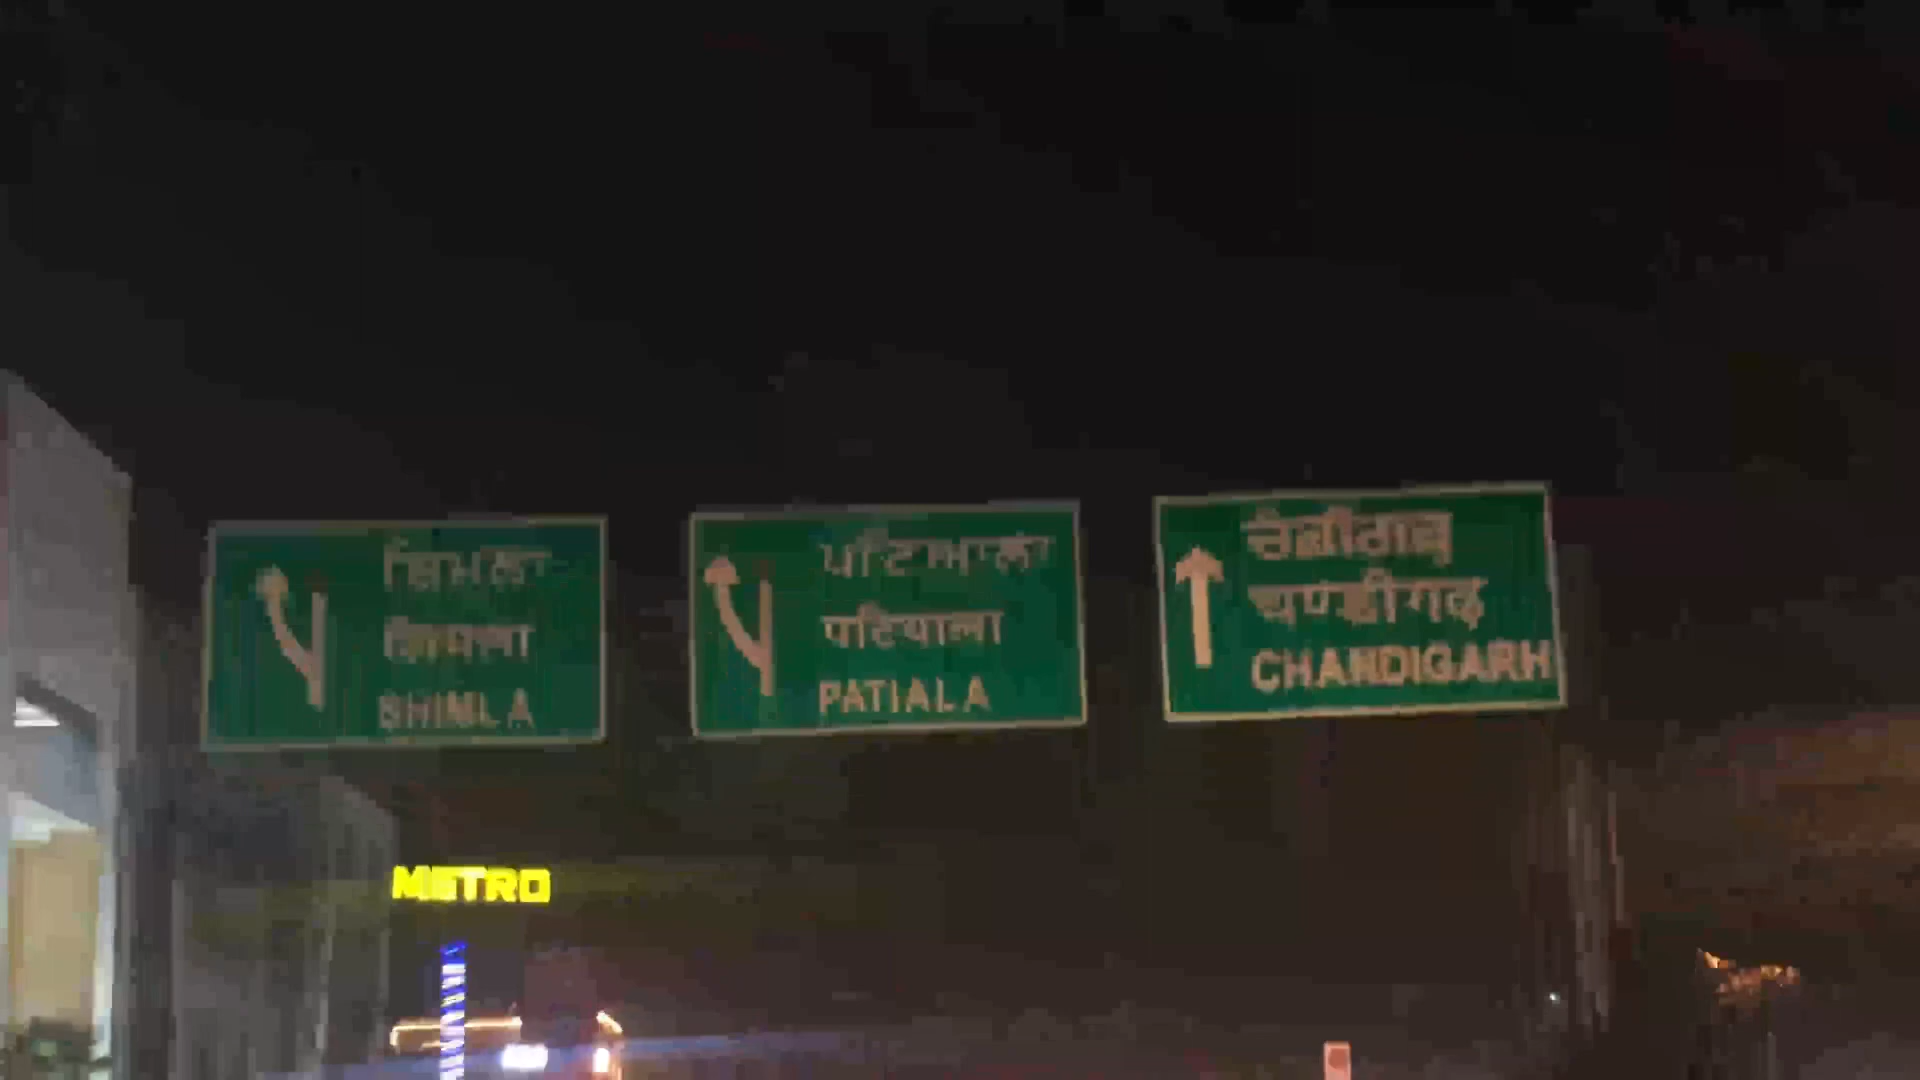 ਸ਼ਿਮਲਾ
शिमला
SHIMLA
ਪਟਿਆਲਾ
पटियाला
PATIALA
ਚੰਡੀਗੜ੍ਹ
चण्डीगढ़
CHANDIGARH
METRO